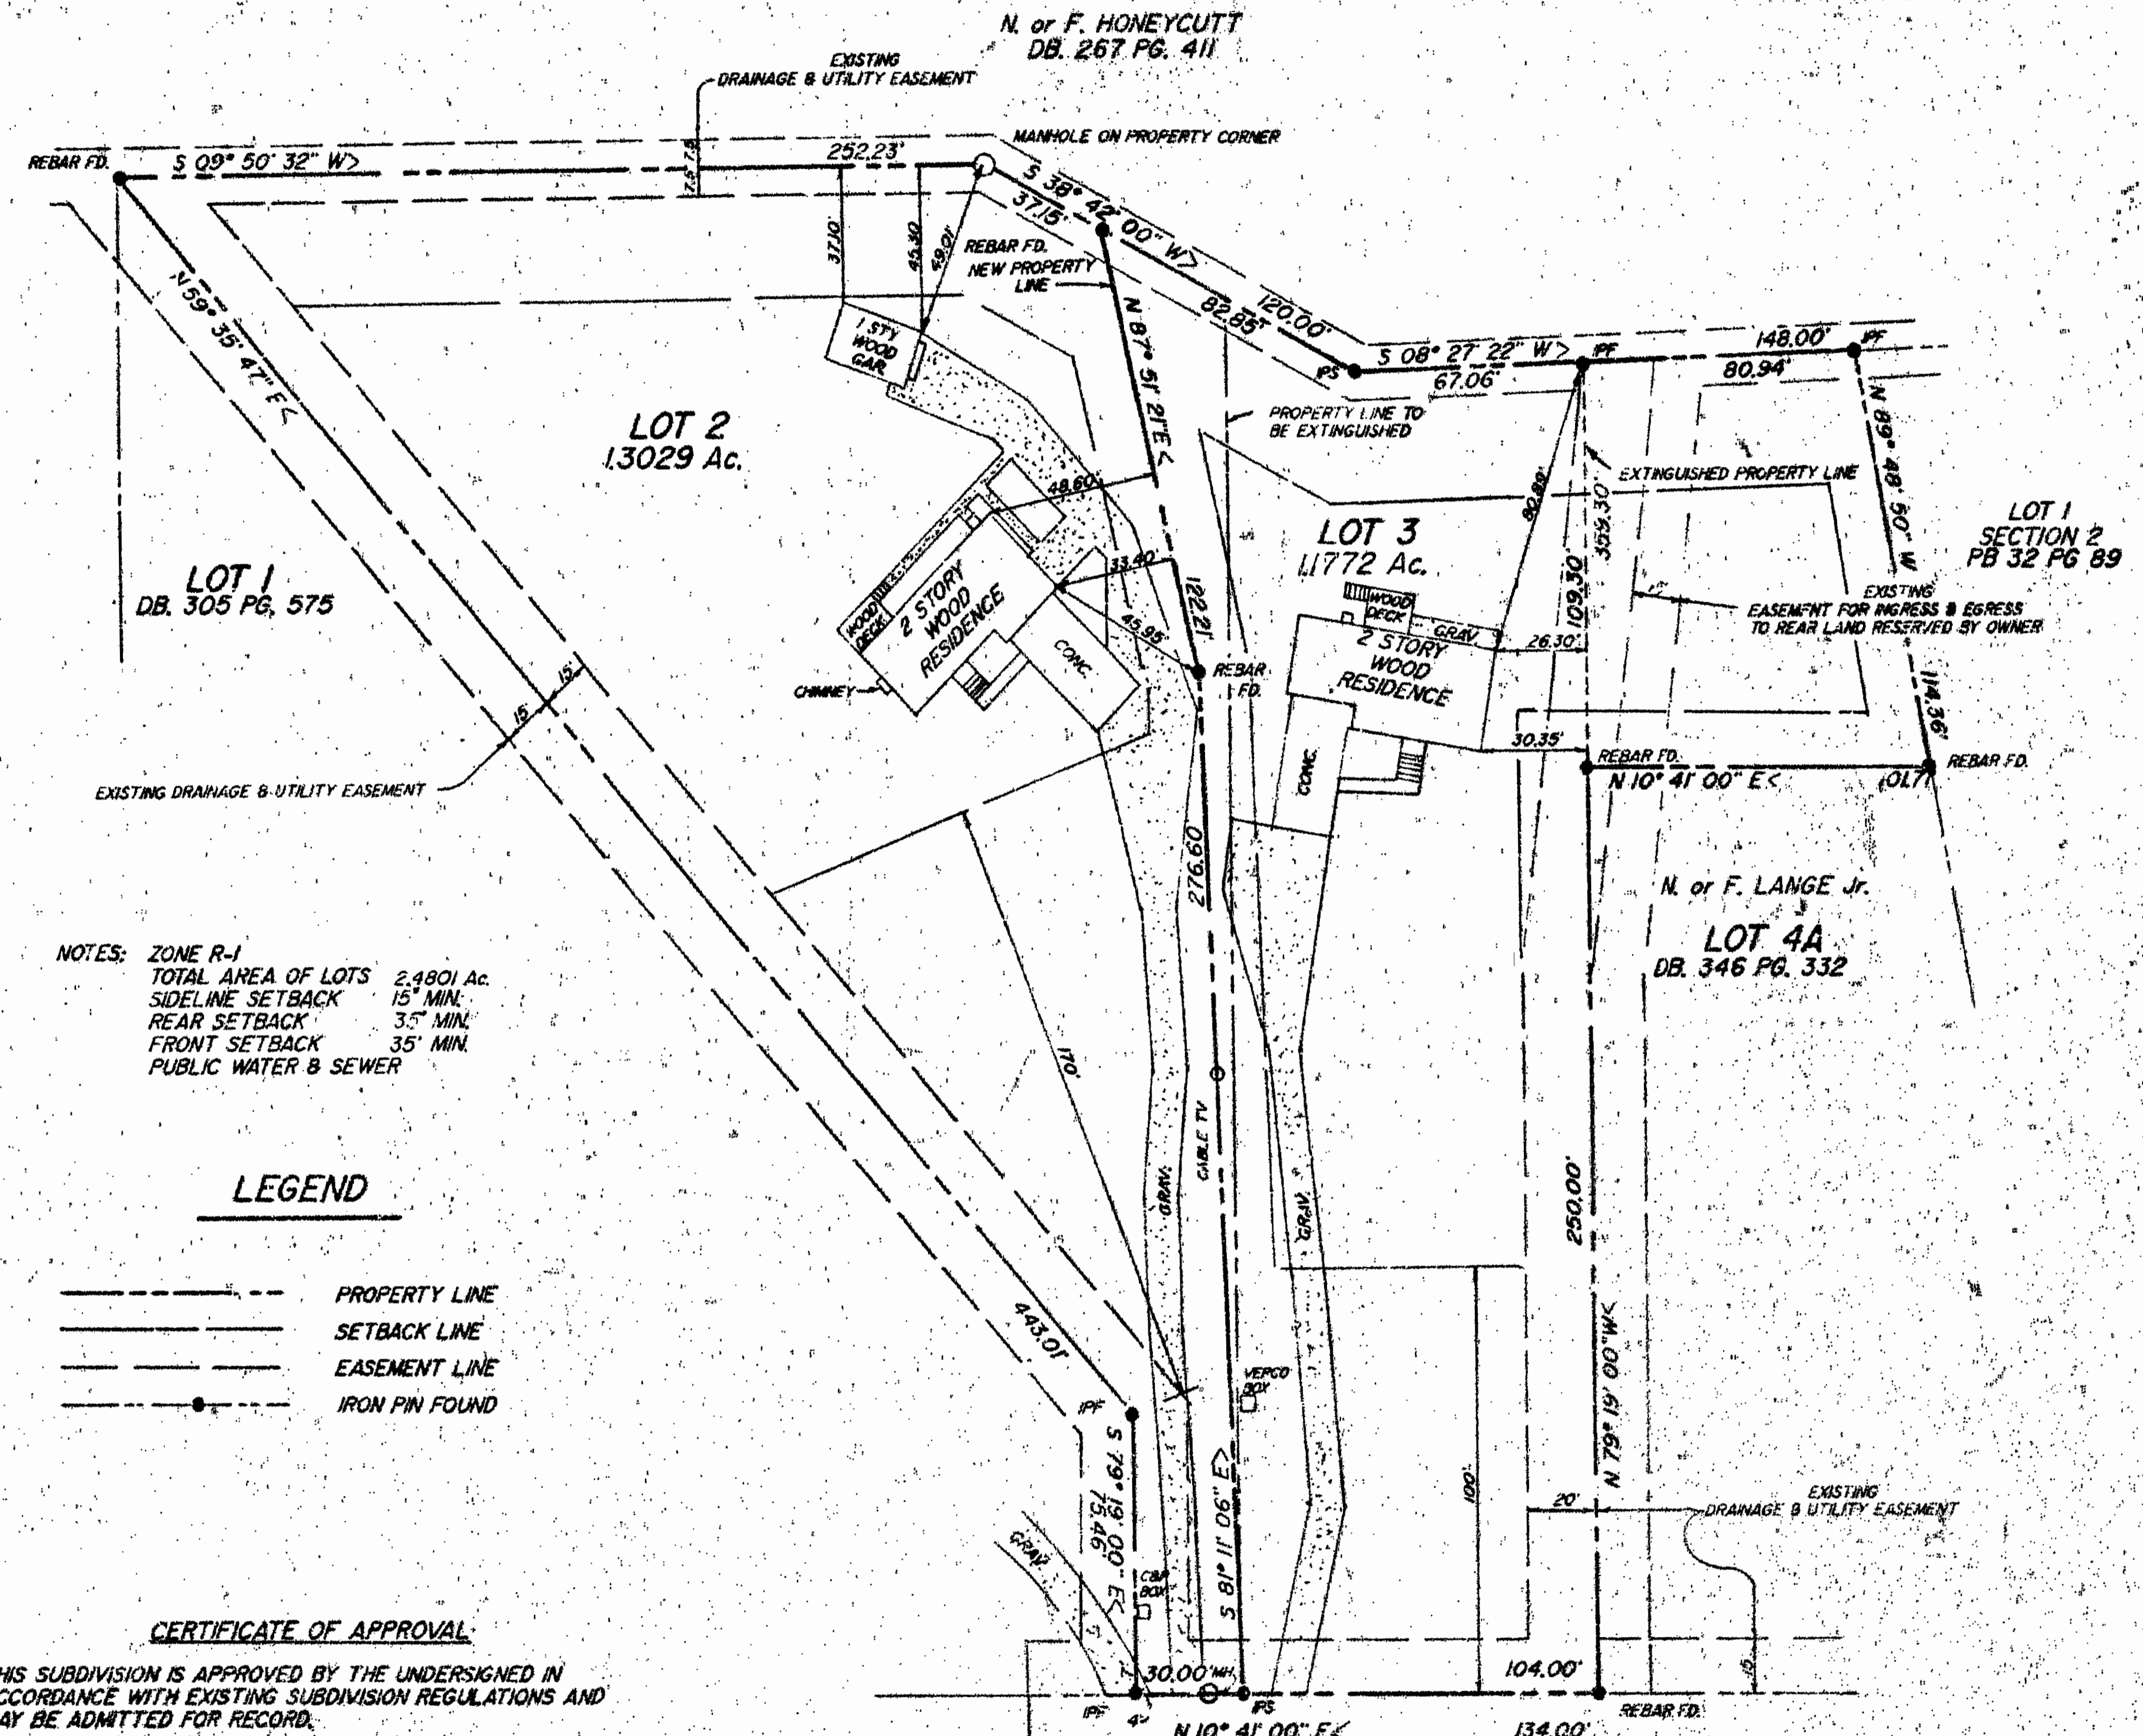 N. or F. HONEYCUTT
DB. 267 PG. 411
EXISTING
DRAINAGE & UTILITY EASEMENT
MANHOLE ON PROPERTY CORNER
REBAR FD.
S 09° 50' 32" W>
252.23'
7.5' 7.5'
S 38° 42' 00" W>
37.15'
37.10'
45.30
49.01'
REBAR FD.
NEW PROPERTY
LINE
82.85'
120.00'
IPS
S 08° 27' 22" W>
67.06'
IPF
148.00'
80.94'
IPF
N 59° 35' 47" E<
N 87° 51' 21" E<
1 STY
WOOD
GAR.
PROPERTY LINE TO
BE EXTINGUISHED
N 89° 48' 50" W
LOT 2
1.3029 Ac.
48.60'
80.89'
359.30'
EXTINGUISHED PROPERTY LINE
LOT 3
1.1772 Ac.
LOT 1
SECTION 2
PB 32 PG 89
LOT 1
DB. 305 PG. 575
33.40'
122.21'
45.95'
WOOD
DECK
2 STORY
WOOD
RESIDENCE
CONC.
CHIMNEY
WOOD
DECK
GRAV.
2 STORY
WOOD
RESIDENCE
26.30'
109.30'
EXISTING
EASEMENT FOR INGRESS & EGRESS
TO REAR LAND RESERVED BY OWNER
REBAR
FD.
114.36'
15'
15'
CONC.
30.35'
REBAR FD.
N 10° 41' 00" E<
REBAR FD.
EXISTING DRAINAGE & UTILITY EASEMENT
276.60
N. or F. LANGE Jr.
LOT 4A
DB. 346 PG. 332
NOTES: ZONE R-1
TOTAL AREA OF LOTS 2.4801 Ac.
SIDELINE SETBACK 15' MIN.
REAR SETBACK 35' MIN.
FRONT SETBACK 35' MIN.
PUBLIC WATER & SEWER
170'
CABLE TV
GRAV.
GRAV.
250.00'
LEGEND
PROPERTY LINE
SETBACK LINE
EASEMENT LINE
IRON PIN FOUND
443.01'
VEPCO
BOX
IPF
S 79° 19' 00" E<
75.46'
S 81° 11' 06" E>
N 79° 19' 00" W<
100'
20'
EXISTING
DRAINAGE & UTILITY EASEMENT
GRAV.
C&P
BOX
CERTIFICATE OF APPROVAL
HIS SUBDIVISION IS APPROVED BY THE UNDERSIGNED IN
CCORDANCE WITH EXISTING SUBDIVISION REGULATIONS AND
AY BE ADMITTED FOR RECORD.
30.00'
MH
104.00'
15'
IPF
IPS
REBAR FD.
N 10° 41' 00" E<
134.00'